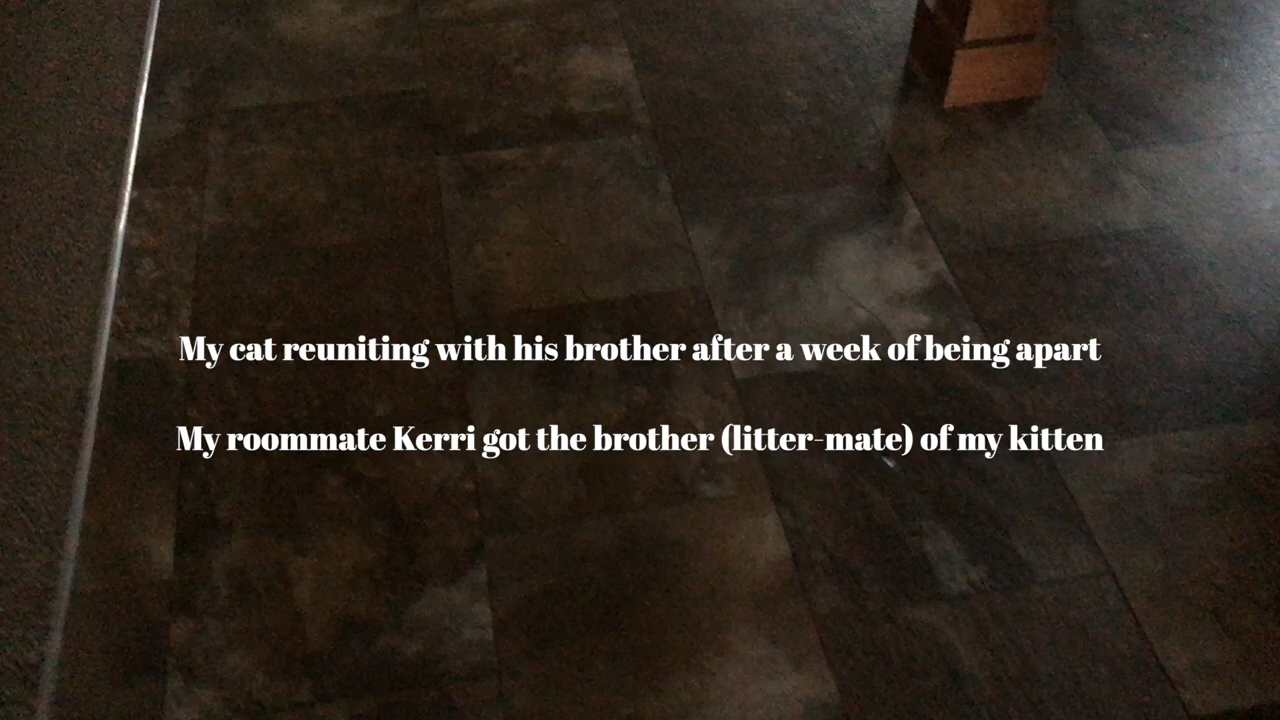 My cat reuniting with his brother after a week of being apart
My roommate Kerri got the brother (litter-mate) of my kitten